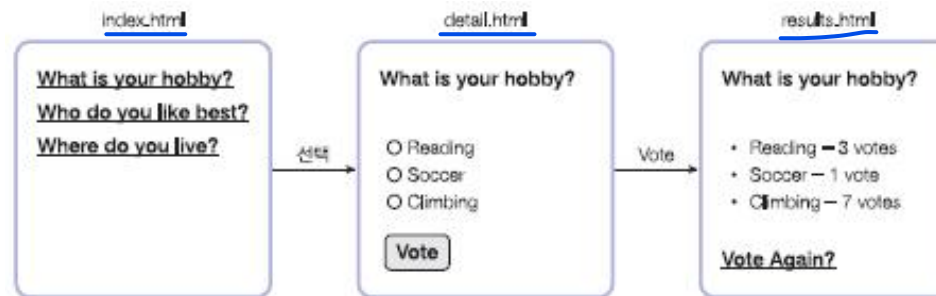 index.html
What is your hobby?
Who do you like best?
Where do you live?
선택
detail.html
What is your hobby?
Reading
Soccer
Climbing
Vote
Vote
results.html
What is your hobby?
• Reading – 3 votes
• Soccer – 1 vote
• Climbing – 7 votes
Vote Again?